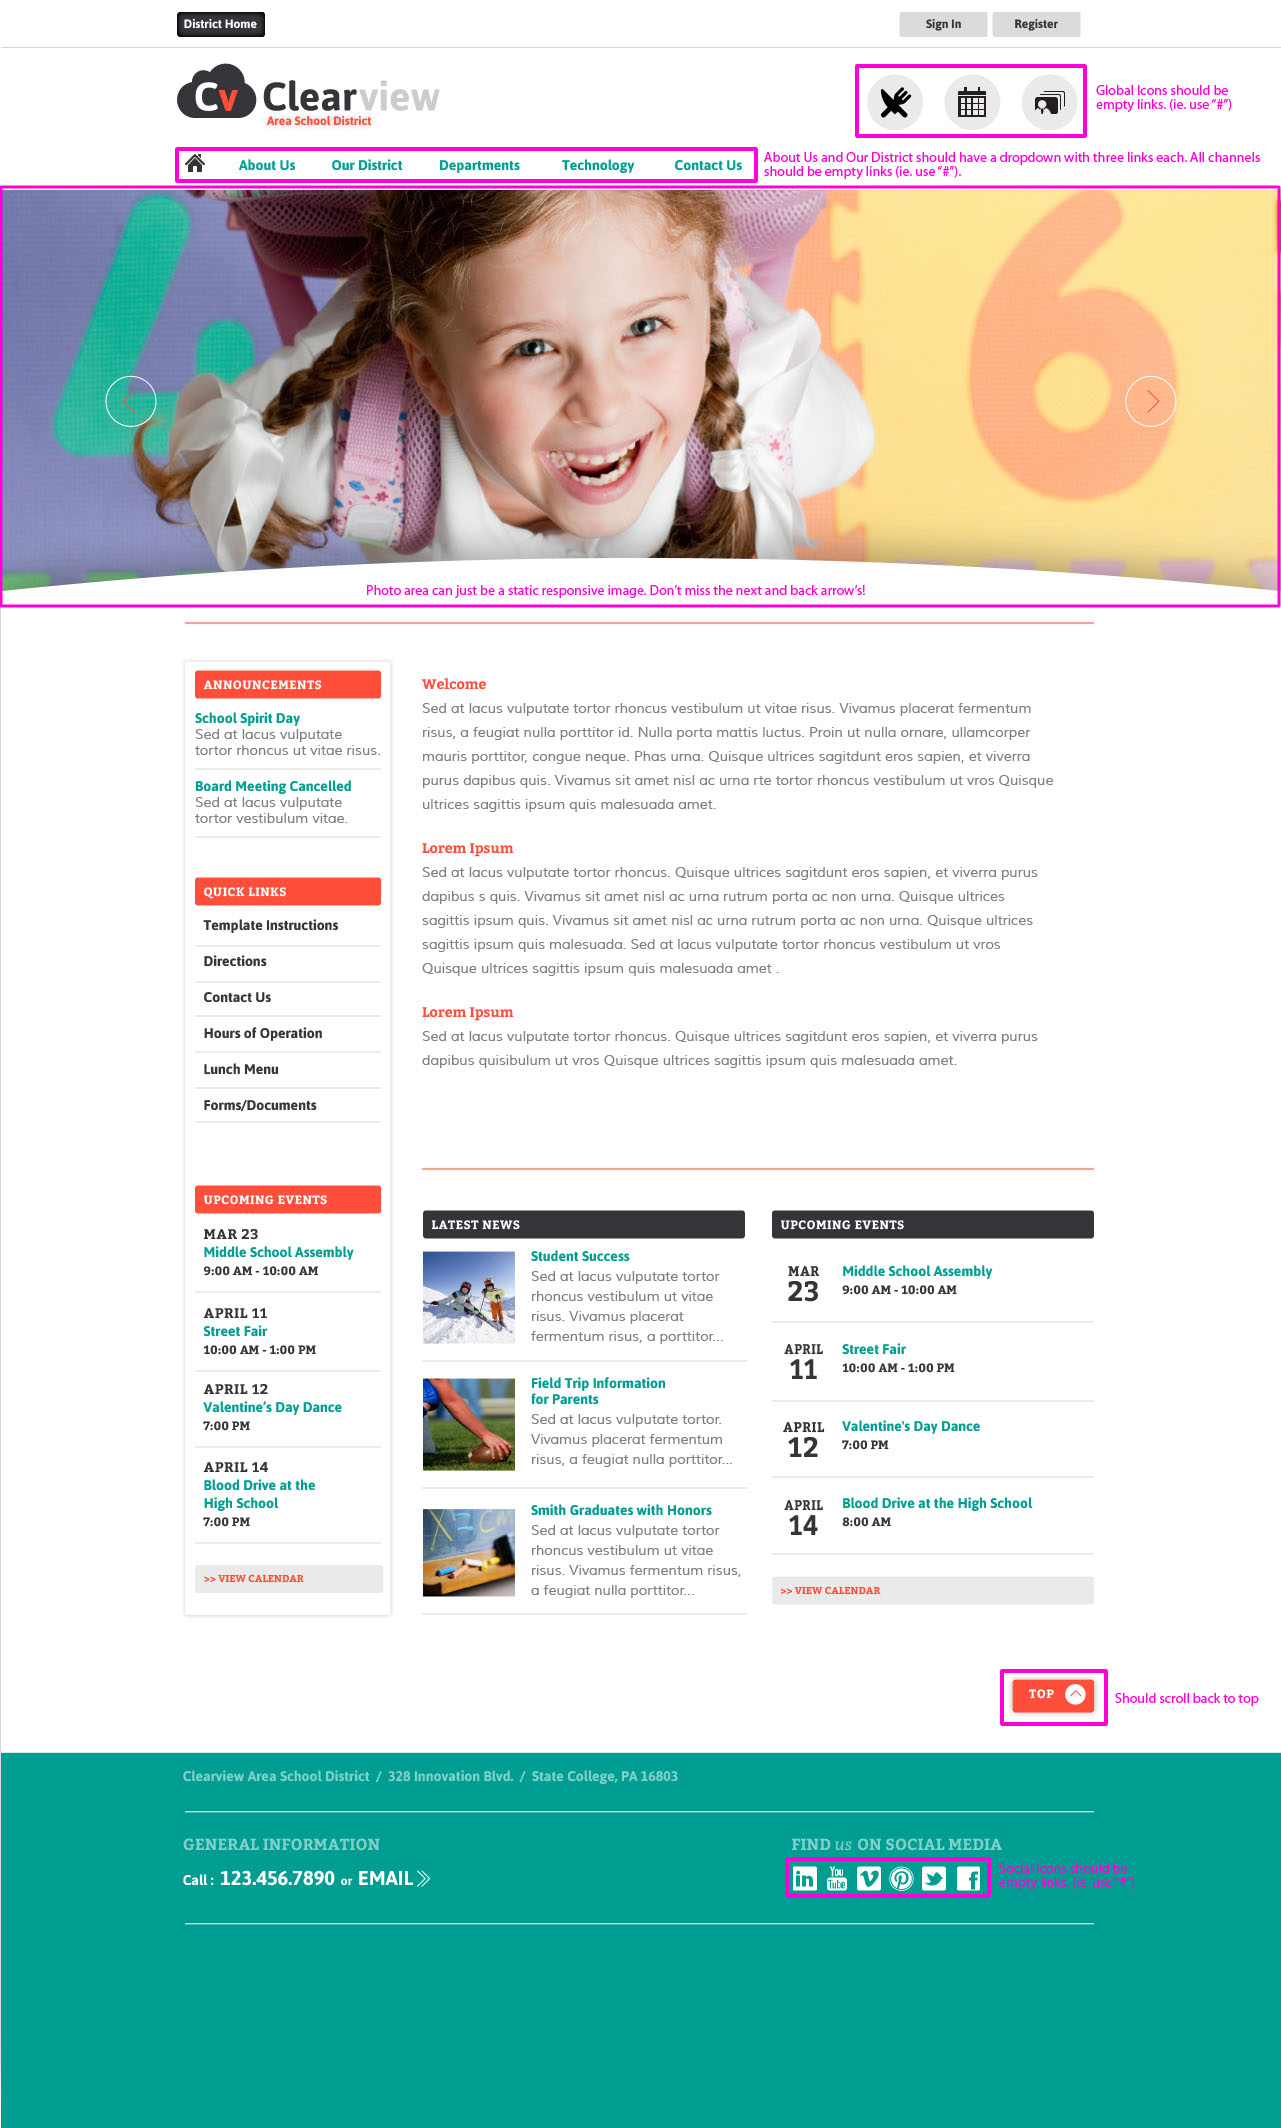 District Home
Sign In
Register
Cv Clearview
Area School District
Global Icons should be
empty links. (ie. use "#")
About Us
Our District
Departments
Technology
Contact Us
About Us and Our District should have a dropdown with three links each. All channels
should be empty links (ie. use "#").
Photo area can just be a static responsive image. Don't miss the next and back arrow's!
ANNOUNCEMENTS
School Spirit Day
Sed at lacus vulputate
tortor rhoncus ut vitae risus.
Board Meeting Cancelled
Sed at lacus vulputate
tortor vestibulum vitae.
QUICK LINKS
Template Instructions
Directions
Contact Us
Hours of Operation
Lunch Menu
Forms/Documents
UPCOMING EVENTS
MAR 23
Middle School Assembly
9:00 AM - 10:00 AM
APRIL 11
Street Fair
10:00 AM - 1:00 PM
APRIL 12
Valentine's Day Dance
7:00 PM
APRIL 14
Blood Drive at the
High School
7:00 PM
>> VIEW CALENDAR
Welcome
Sed at lacus vulputate tortor rhoncus vestibulum ut vitae risus. Vivamus placerat fermentum
risus, a feugiat nulla porttitor id. Nulla porta mattis luctus. Proin ut nulla ornare, ullamcorper
mauris porttitor, congue neque. Phas urna. Quisque ultrices sagitdunt eros sapien, et viverra
purus dapibus quis. Vivamus sit amet nisl ac urna rte tortor rhoncus vestibulum ut vros Quisque
ultrices sagittis ipsum quis malesuada amet.
Lorem Ipsum
Sed at lacus vulputate tortor rhoncus. Quisque ultrices sagitdunt eros sapien, et viverra purus
dapibus s quis. Vivamus sit amet nisl ac urna rutrum porta ac non urna. Quisque ultrices
sagittis ipsum quis. Vivamus sit amet nisl ac urna rutrum porta ac non urna. Quisque ultrices
sagittis ipsum quis malesuada. Sed at lacus vulputate tortor rhoncus vestibulum ut vros
Quisque ultrices sagittis ipsum quis malesuada amet .
Lorem Ipsum
Sed at lacus vulputate tortor rhoncus. Quisque ultrices sagitdunt eros sapien, et viverra purus
dapibus quisibulum ut vros Quisque ultrices sagittis ipsum quis malesuada amet.
LATEST NEWS
Student Success
Sed at lacus vulputate tortor
rhoncus vestibulum ut vitae
risus. Vivamus placerat
fermentum risus, a porttitor...
Field Trip Information
for Parents
Sed at lacus vulputate tortor.
Vivamus placerat fermentum
risus, a feugiat nulla porttitor...
Smith Graduates with Honors
Sed at lacus vulputate tortor
rhoncus vestibulum ut vitae
risus. Vivamus fermentum risus,
a feugiat nulla porttitor...
UPCOMING EVENTS
MAR
23
Middle School Assembly
9:00 AM - 10:00 AM
APRIL
11
Street Fair
10:00 AM - 1:00 PM
APRIL
12
Valentine's Day Dance
7:00 PM
APRIL
14
Blood Drive at the High School
8:00 AM
>> VIEW CALENDAR
TOP
Should scroll back to top
Clearview Area School District / 328 Innovation Blvd. / State College, PA 16803
GENERAL INFORMATION
Call : 123.456.7890 or EMAIL
FIND us ON SOCIAL MEDIA
in
You
Tube
Social Icons should be
empty links. (ie. use "#")